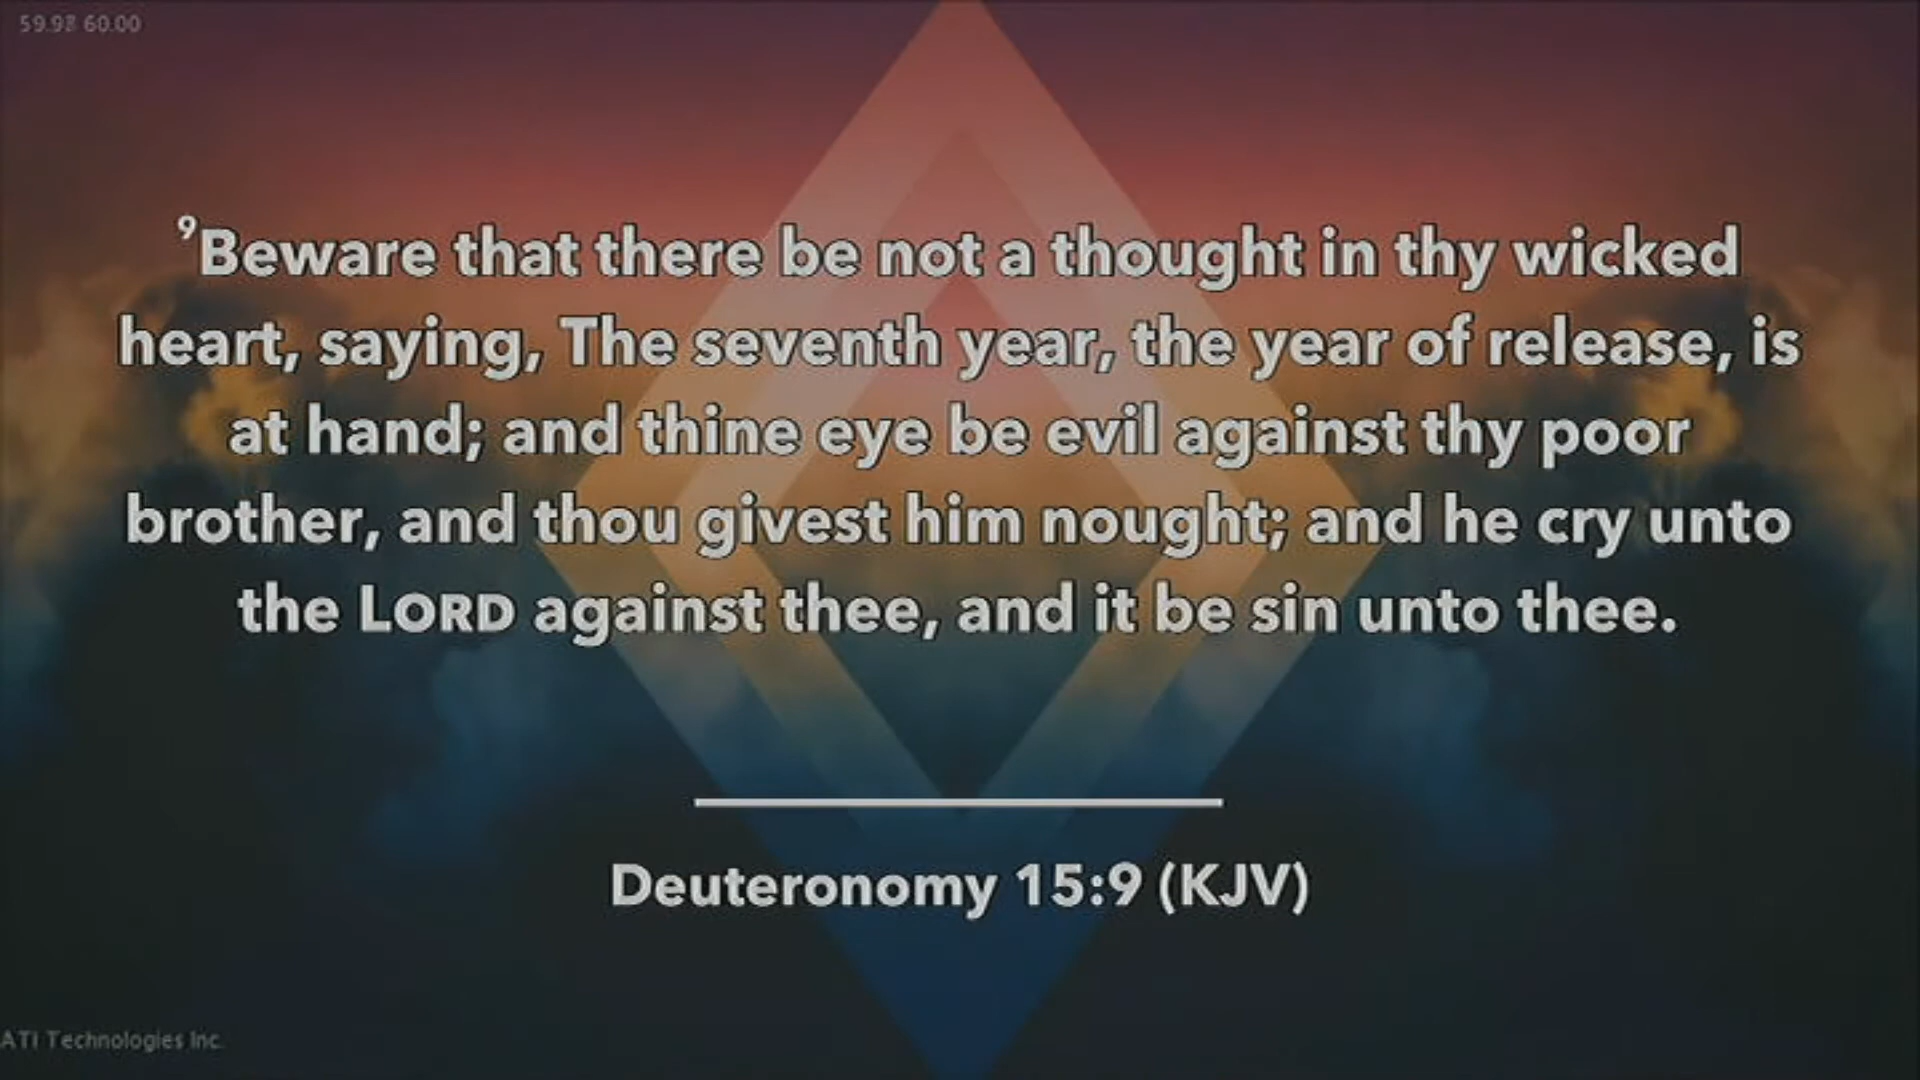 59.98 60.00
⁹Beware that there be not a thought in thy wicked
heart, saying, The seventh year, the year of release, is
at hand; and thine eye be evil against thy poor
brother, and thou givest him nought; and he cry unto
the LORD against thee, and it be sin unto thee.
Deuteronomy 15:9 (KJV)
ATI Technologies Inc.